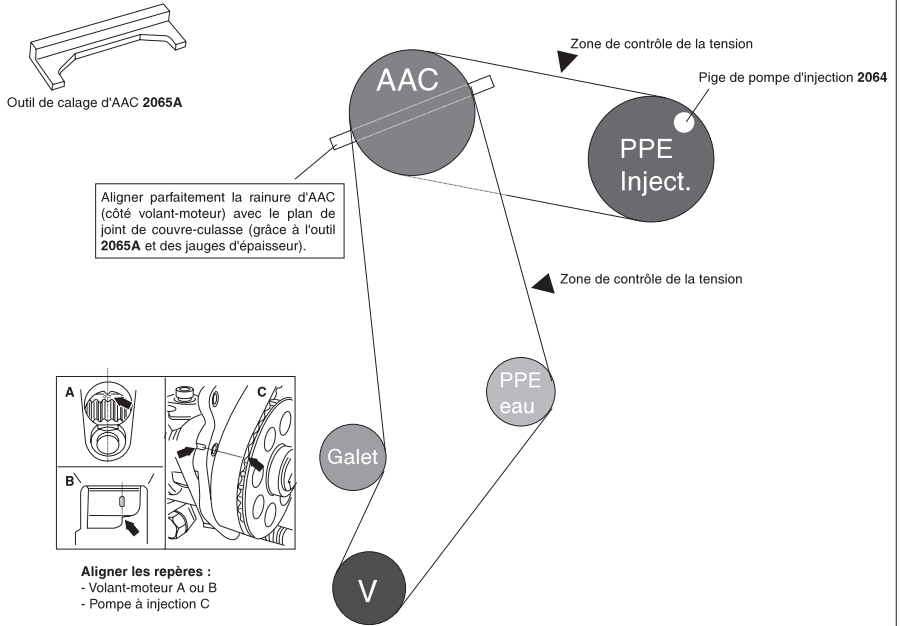 Outil de calage d'AAC 2065A
Zone de contrôle de la tension
Pige de pompe d'injection 2064
AAC
PPE
Inject.
Aligner parfaitement la rainure d'AAC
(côté volant-moteur) avec le plan de
joint de couvre-culasse (grâce à l'outil
2065A et des jauges d'épaisseur).
Zone de contrôle de la tension
PPE
eau
Galet
V
A
B
C
Aligner les repères :
- Volant-moteur A ou B
- Pompe à injection C